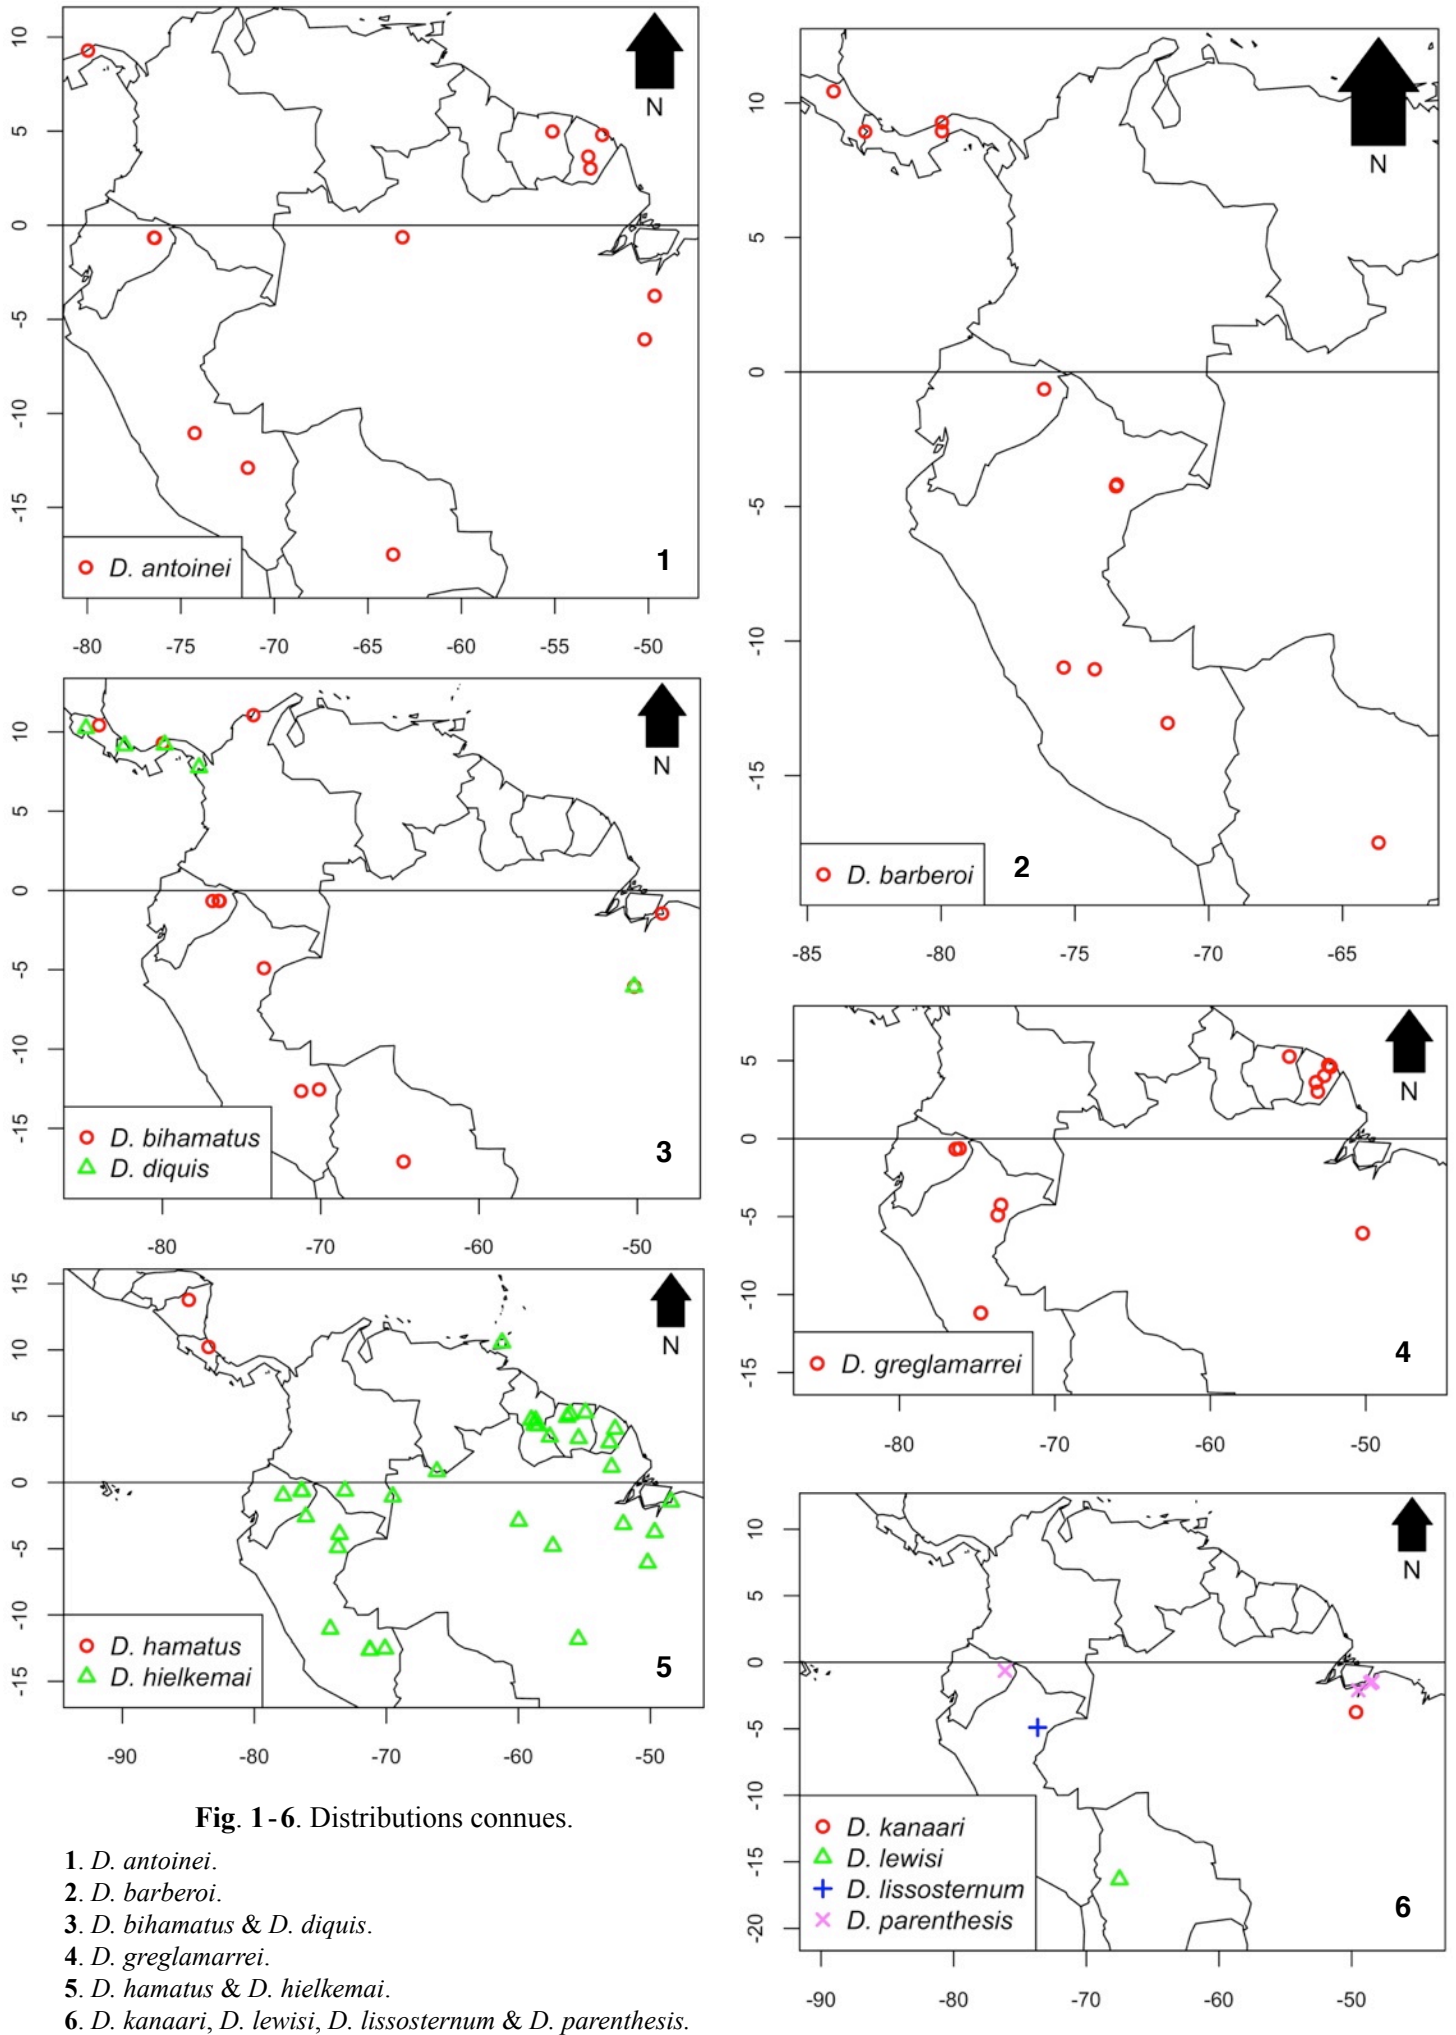 10
5
0
-5
-10
-15
N
D. antoinei
1
-80 -75 -70 -65 -60 -55 -50
10
5
0
-5
-10
-15
N
D. barberoi
2
-85 -80 -75 -70 -65
10
5
0
-5
-10
-15
N
D. bihamatus
D. diquis
3
-80 -70 -60 -50
5
0
-5
-10
-15
N
D. greglamarrei
4
-80 -70 -60 -50
15
10
5
0
-5
-10
-15
N
D. hamatus
D. hielkemai
5
-90 -80 -70 -60 -50
10
5
0
-5
-10
-15
-20
N
D. kanaari
D. lewisi
D. lissosternum
D. parenthesis
6
-90 -80 -70 -60 -50
Fig. 1-6. Distributions connues.
1. D. antoinei.
2. D. barberoi.
3. D. bihamatus & D. diquis.
4. D. greglamarrei.
5. D. hamatus & D. hielkemai.
6. D. kanaari, D. lewisi, D. lissosternum & D. parenthesis.